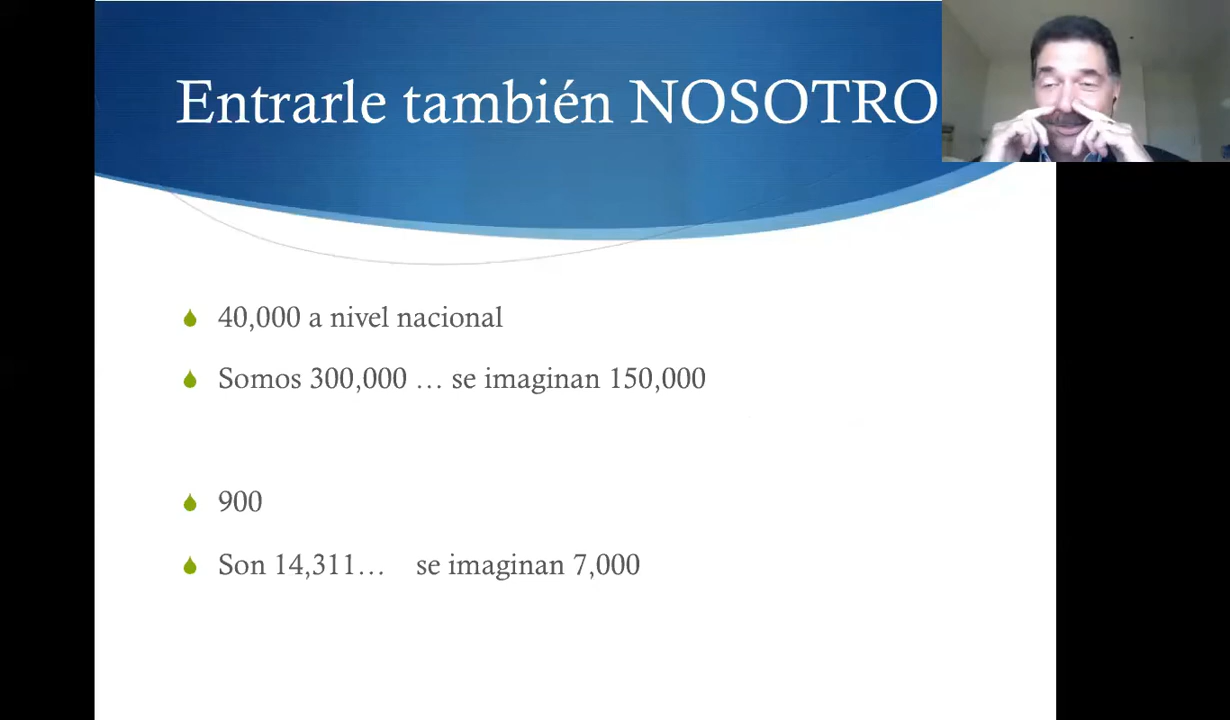 Entrarle también NOSOTRO
40,000 a nivel nacional
Somos 300,000 … se imaginan 150,000
900
Son 14,311… se imaginan 7,000